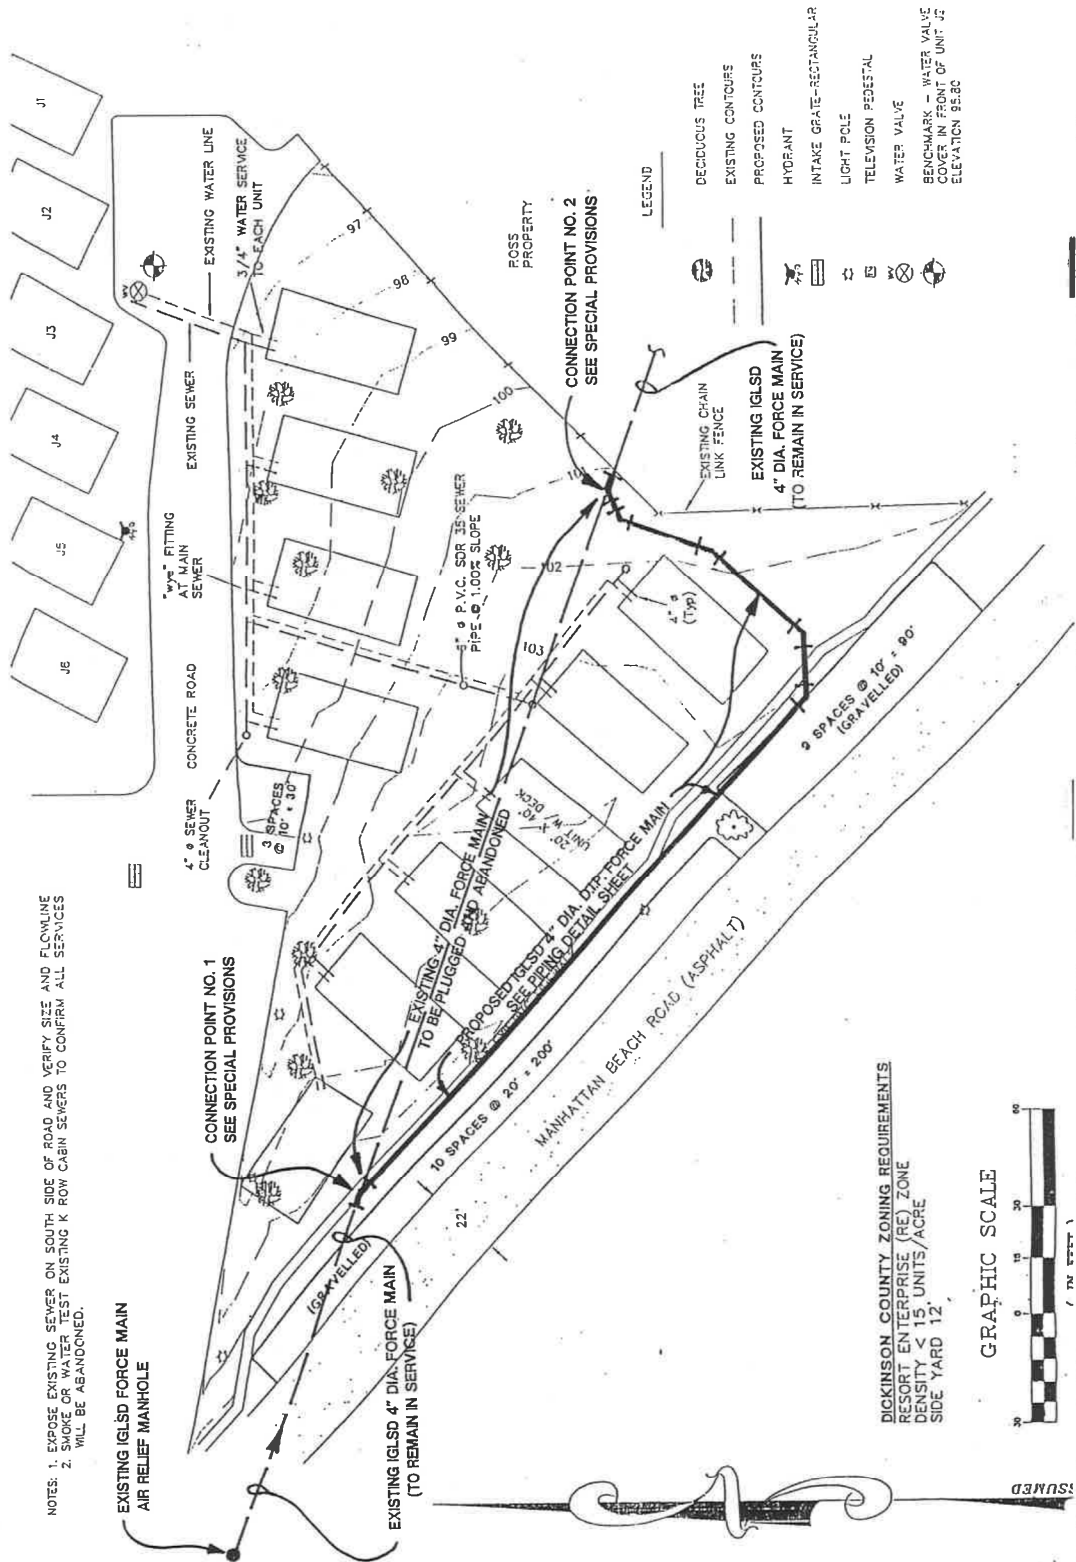 NOTES: 1. EXPOSE EXISTING SEWER ON SOUTH SIDE OF ROAD AND VERIFY SIZE AND FLOWLINE
2. SMOKE OR WATER TEST EXISTING K ROW CABIN SEWERS TO CONFIRM ALL SERVICES
WILL BE ABANDONED.
EXISTING IGLSD FORCE MAIN
AIR RELIEF MANHOLE
CONNECTION POINT NO. 1
SEE SPECIAL PROVISIONS
4" ø SEWER
CLEANOUT
CONCRETE ROAD
"wye" FITTING
AT MAIN
SEWER
EXISTING SEWER
EXISTING WATER LINE
3/4" WATER SERVICE
TO EACH UNIT
J6
J5
J4
J3
J2
J1
HYD
WV
3 SPACES
@ 10' = 30'
97
98
99
100
101
102
103
ROSS
PROPERTY
CONNECTION POINT NO. 2
SEE SPECIAL PROVISIONS
P.V.C. SDR 35 SEWER
PIPE @ 1.00% SLOPE
EXISTING 4" DIA. FORCE MAIN
TO BE PLUGGED AND ABANDONED
20' X 40'
UNIT W/ DECK
4" ø
(Typ)
PROPOSED IGLSD 4" DIA. D.I.P. FORCE MAIN
SEE PIPING DETAIL SHEET
EXISTING CHAIN
LINK FENCE
EXISTING IGLSD
4" DIA. FORCE MAIN
(TO REMAIN IN SERVICE)
9 SPACES @ 10' = 90'
(GRAVELLED)
10 SPACES @ 20' = 200'
(GRAVELLED)
22'
MANHATTAN BEACH ROAD (ASPHALT)
EXISTING IGLSD 4" DIA. FORCE MAIN
(TO REMAIN IN SERVICE)
LEGEND
DECIDUOUS TREE
EXISTING CONTOURS
PROPOSED CONTOURS
HYD
HYDRANT
INTAKE GRATE-RECTANGULAR
LIGHT POLE
TELEVISION PEDESTAL
WV
WATER VALVE
BENCHMARK - WATER VALVE
COVER IN FRONT OF UNIT J2
ELEVATION 95.80
DICKINSON COUNTY ZONING REQUIREMENTS
RESORT ENTERPRISE (RE) ZONE
DENSITY < 15 UNITS/ACRE
SIDE YARD 12'
GRAPHIC SCALE
30 0 15 30 60